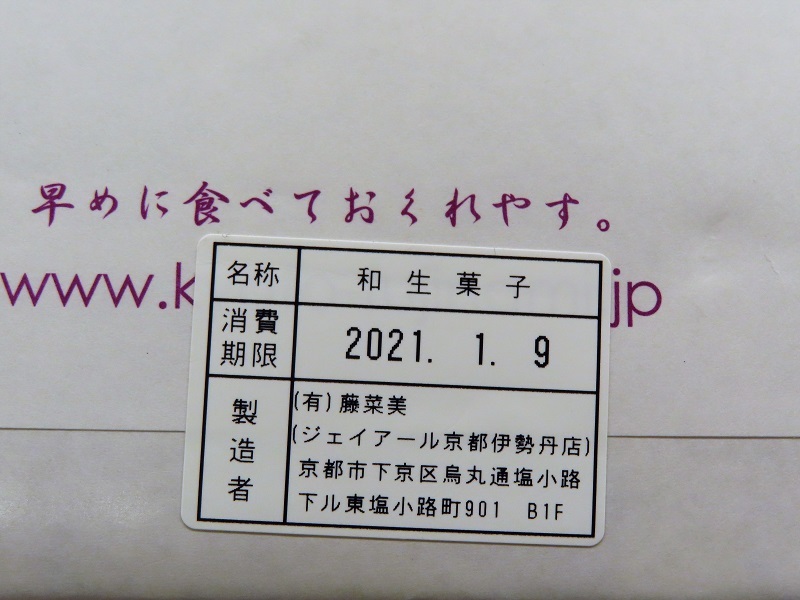 早めに食べておくれやす。
www.k jp
名称 和生菓子
消費期限 2021. 1. 9
製造者
(有)藤菜美
(ジェイアール京都伊勢丹店)
京都市下京区烏丸通塩小路
下ル東塩小路町901 B1F